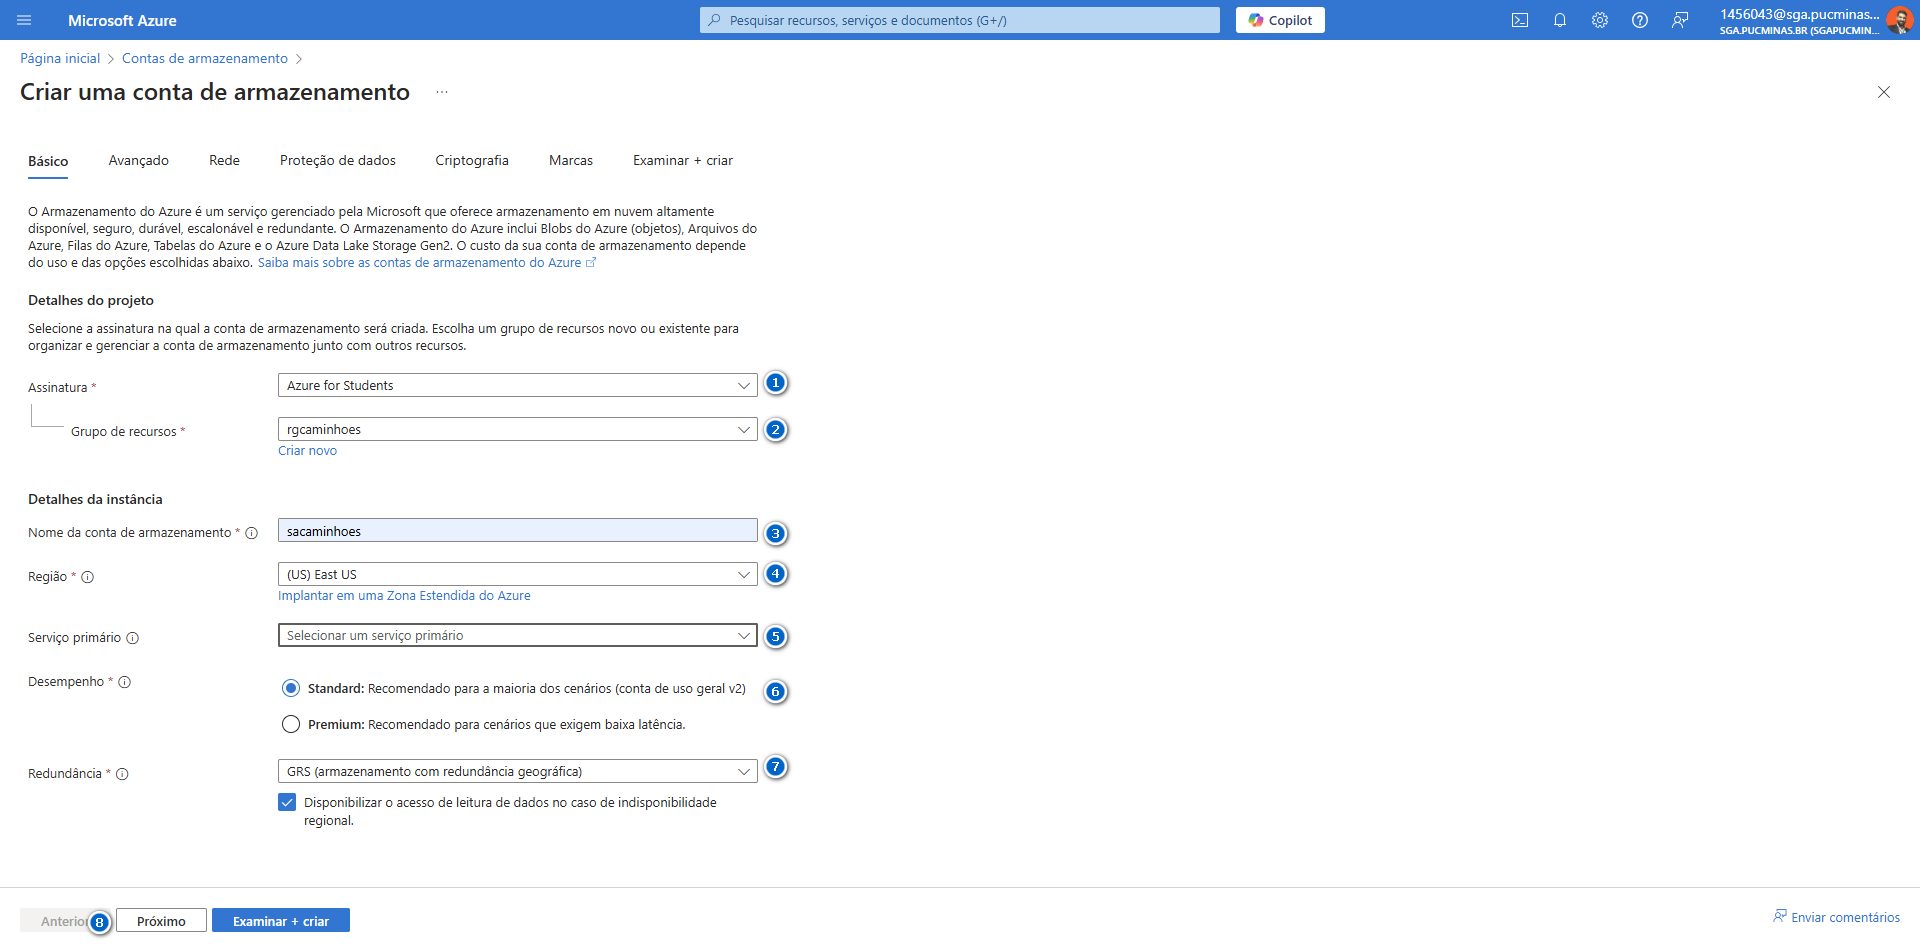 Microsoft Azure
Pesquisar recursos, serviços e documentos (G+/)
Copilot
1456043@sga.pucminas...
SGA.PUCMINAS.BR (SGAPUCMIN...
Página inicial > Contas de armazenamento >
Criar uma conta de armazenamento ...
Básico Avançado Rede Proteção de dados Criptografia Marcas Examinar + criar
O Armazenamento do Azure é um serviço gerenciado pela Microsoft que oferece armazenamento em nuvem altamente
disponível, seguro, durável, escalonável e redundante. O Armazenamento do Azure inclui Blobs do Azure (objetos), Arquivos do
Azure, Filas do Azure, Tabelas do Azure e o Azure Data Lake Storage Gen2. O custo da sua conta de armazenamento depende
do uso e das opções escolhidas abaixo. Saiba mais sobre as contas de armazenamento do Azure
Detalhes do projeto
Selecione a assinatura na qual a conta de armazenamento será criada. Escolha um grupo de recursos novo ou existente para
organizar e gerenciar a conta de armazenamento junto com outros recursos.
Assinatura * Azure for Students 1
Grupo de recursos * rgcaminhoes 2
Criar novo
Detalhes da instância
Nome da conta de armazenamento * sacaminhoes 3
Região * (US) East US 4
Implantar em uma Zona Estendida do Azure
Serviço primário Selecionar um serviço primário 5
Desempenho * Standard: Recomendado para a maioria dos cenários (conta de uso geral v2) 6
Premium: Recomendado para cenários que exigem baixa latência.
Redundância * GRS (armazenamento com redundância geográfica) 7
Disponibilizar o acesso de leitura de dados no caso de indisponibilidade
regional.
Anterior 8 Próximo Examinar + criar
Enviar comentários